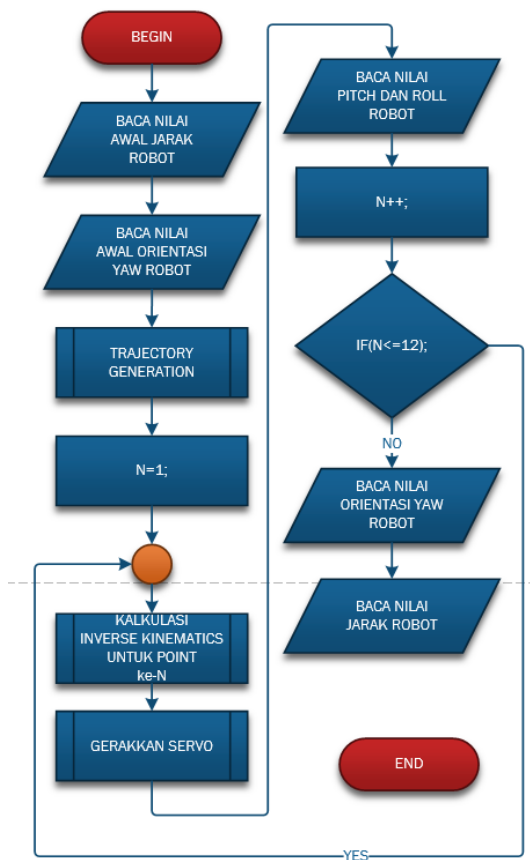 BEGIN
BACA NILAI
AWAL JARAK
ROBOT
BACA NILAI
AWAL ORIENTASI
YAW ROBOT
TRAJECTORY
GENERATION
N=1;
KALKULASI
INVERSE KINEMATICS
UNTUK POINT
ke-N
GERAKKAN SERVO
BACA NILAI
PITCH DAN ROLL
ROBOT
N++;
IF(N<=12);
NO
BACA NILAI
ORIENTASI YAW
ROBOT
BACA NILAI
JARAK ROBOT
END
YES